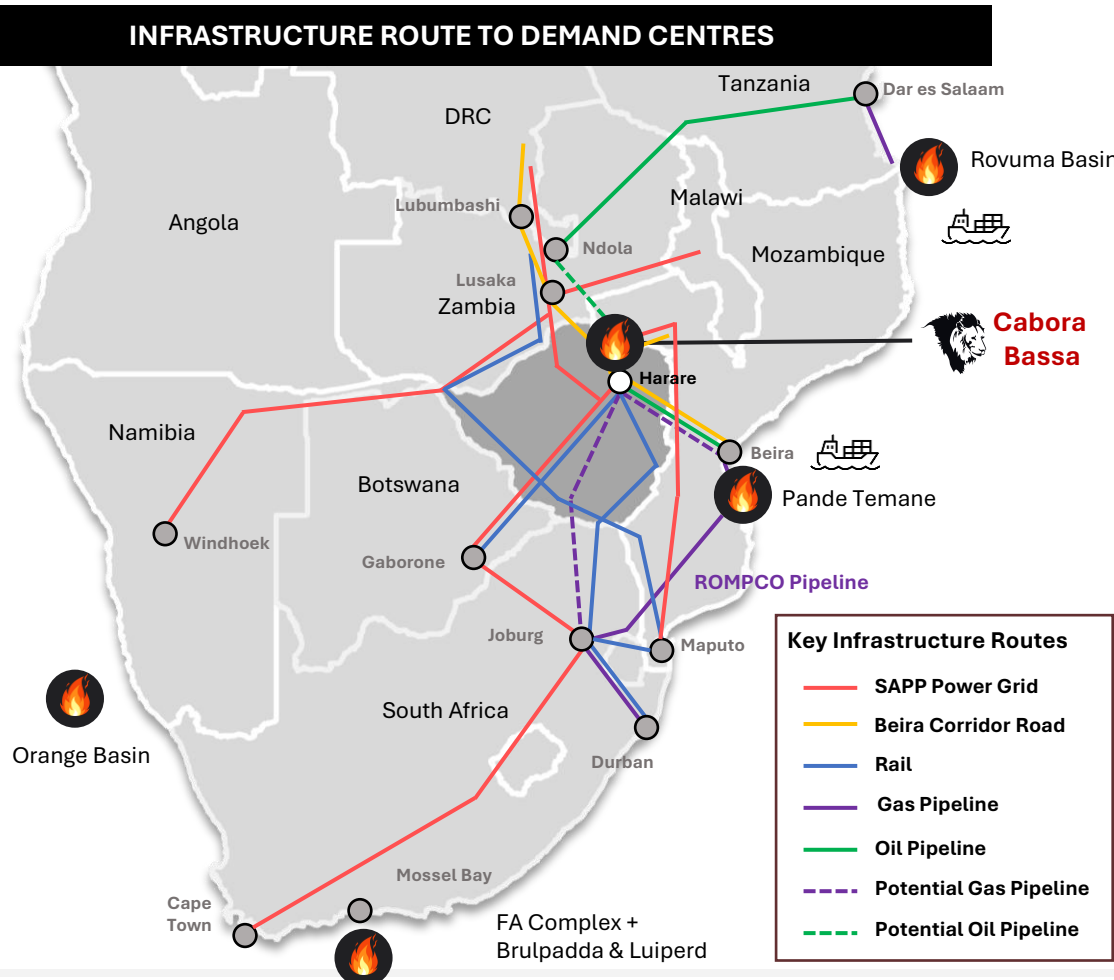 INFRASTRUCTURE ROUTE TO DEMAND CENTRES
Tanzania
Dar es Salaam
DRC
Rovuma Basin
Lubumbashi
Malawi
Angola
Ndola
Mozambique
Lusaka
Zambia
Cabora
Bassa
Harare
Namibia
Beira
Botswana
Pande Temane
Windhoek
Gaborone
ROMPCO Pipeline
Joburg
Maputo
South Africa
Orange Basin
Durban
Mossel Bay
Cape
Town
FA Complex +
Brulpadda & Luiperd
Key Infrastructure Routes
SAPP Power Grid
Beira Corridor Road
Rail
Gas Pipeline
Oil Pipeline
Potential Gas Pipeline
Potential Oil Pipeline